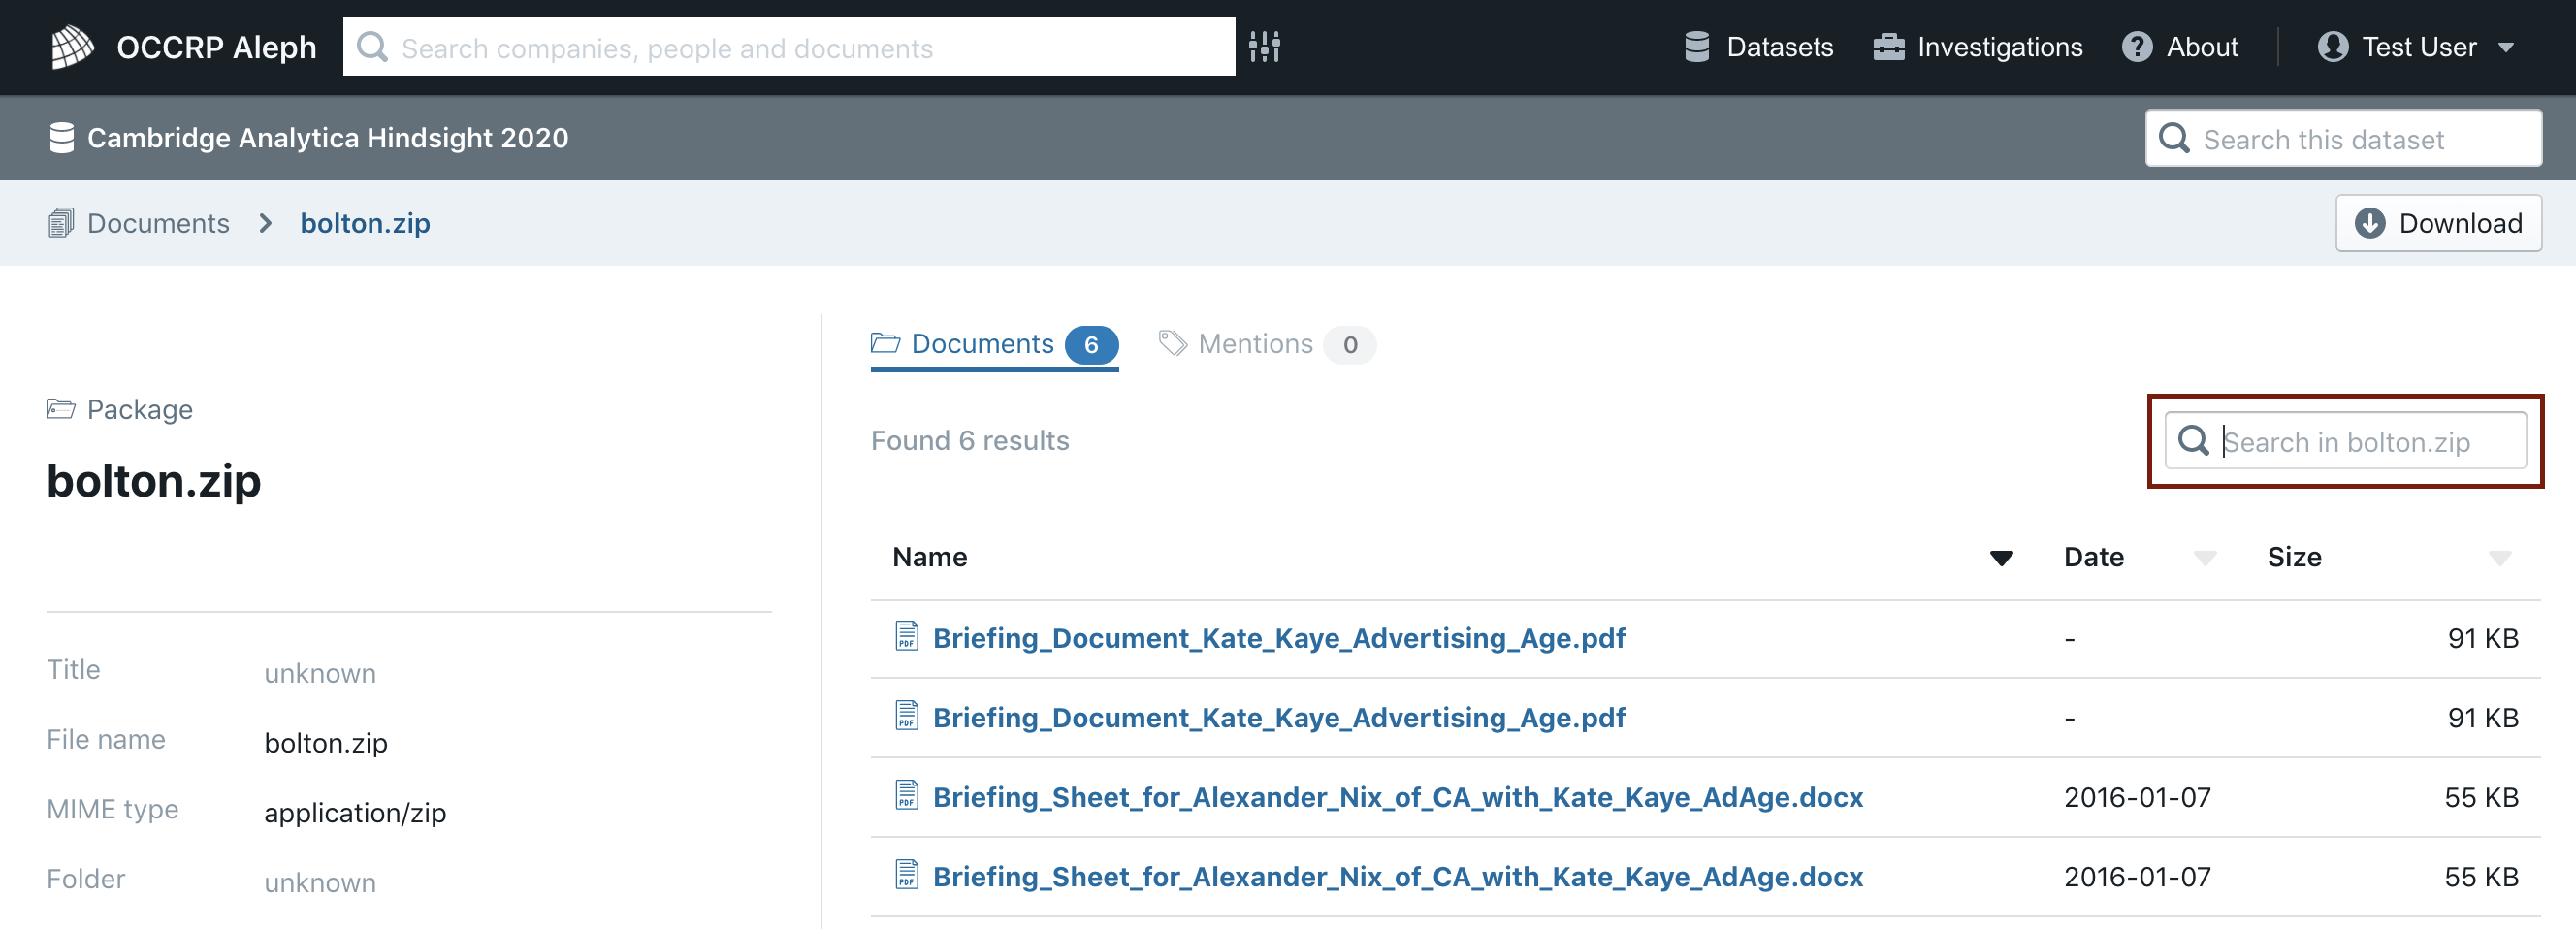 OCCRP Aleph Search companies, people and documents Datasets Investigations About Test User
Cambridge Analytica Hindsight 2020 Search this dataset
Documents bolton.zip Download
Documents 6 Mentions 0
Package
Found 6 results Search in bolton.zip
bolton.zip
Name Date Size
Briefing_Document_Kate_Kaye_Advertising_Age.pdf - 91 KB
Title unknown
Briefing_Document_Kate_Kaye_Advertising_Age.pdf - 91 KB
File name bolton.zip
Briefing_Sheet_for_Alexander_Nix_of_CA_with_Kate_Kaye_AdAge.docx 2016-01-07 55 KB
MIME type application/zip
Briefing_Sheet_for_Alexander_Nix_of_CA_with_Kate_Kaye_AdAge.docx 2016-01-07 55 KB
Folder unknown